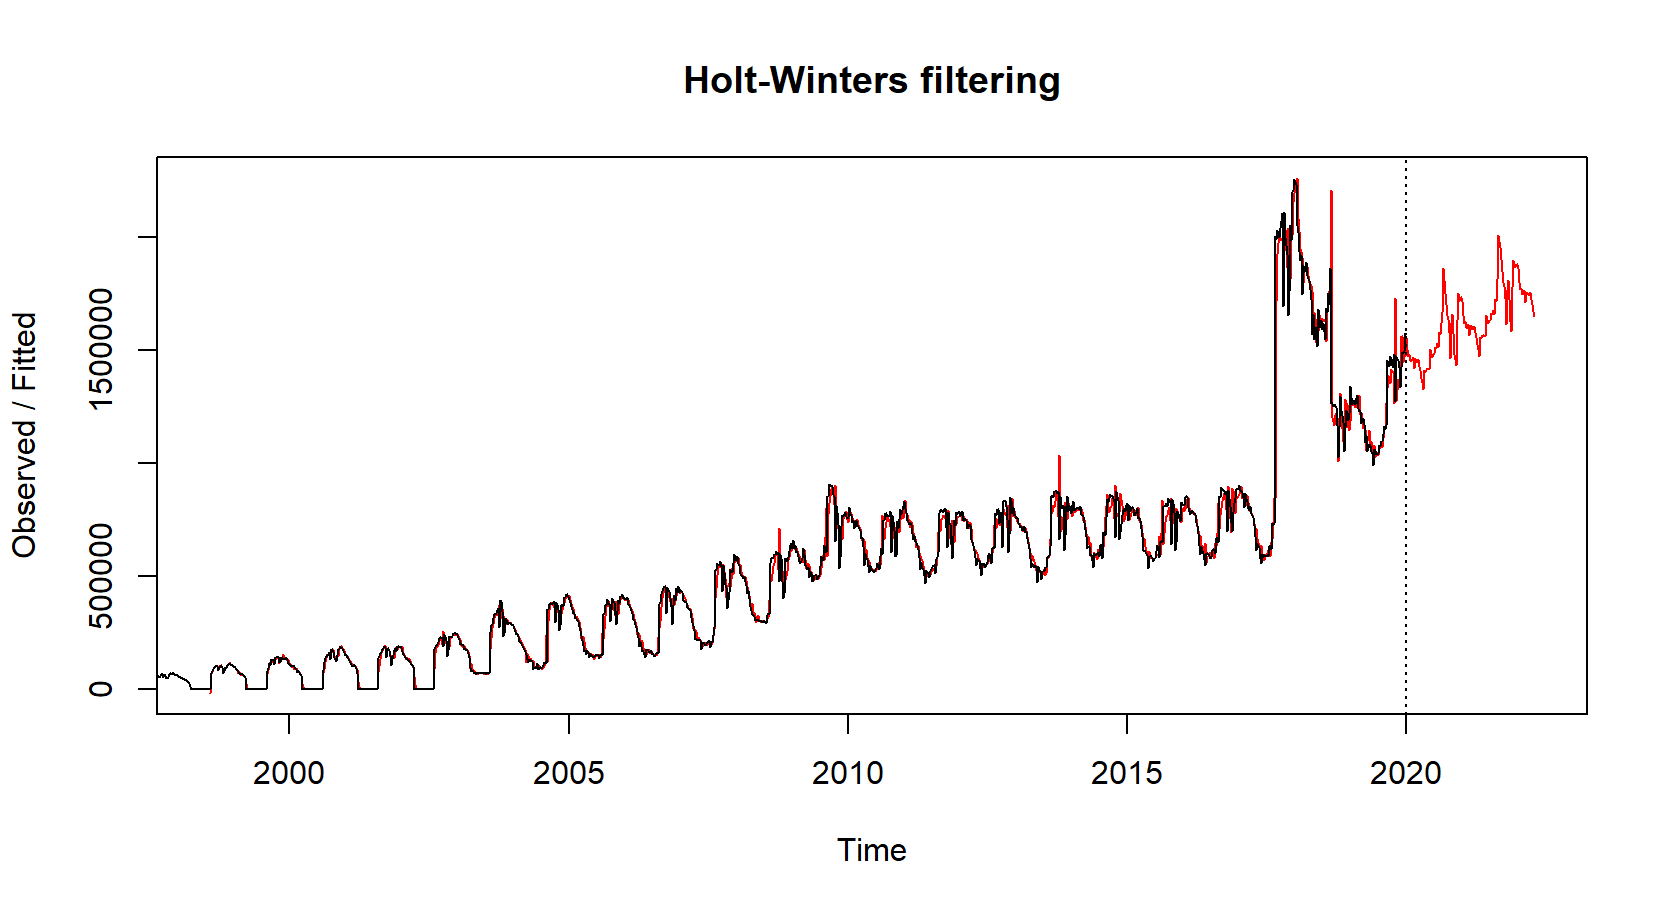 Holt-Winters filtering
Observed / Fitted
1500000
500000
0
2000 2005 2010 2015 2020
Time